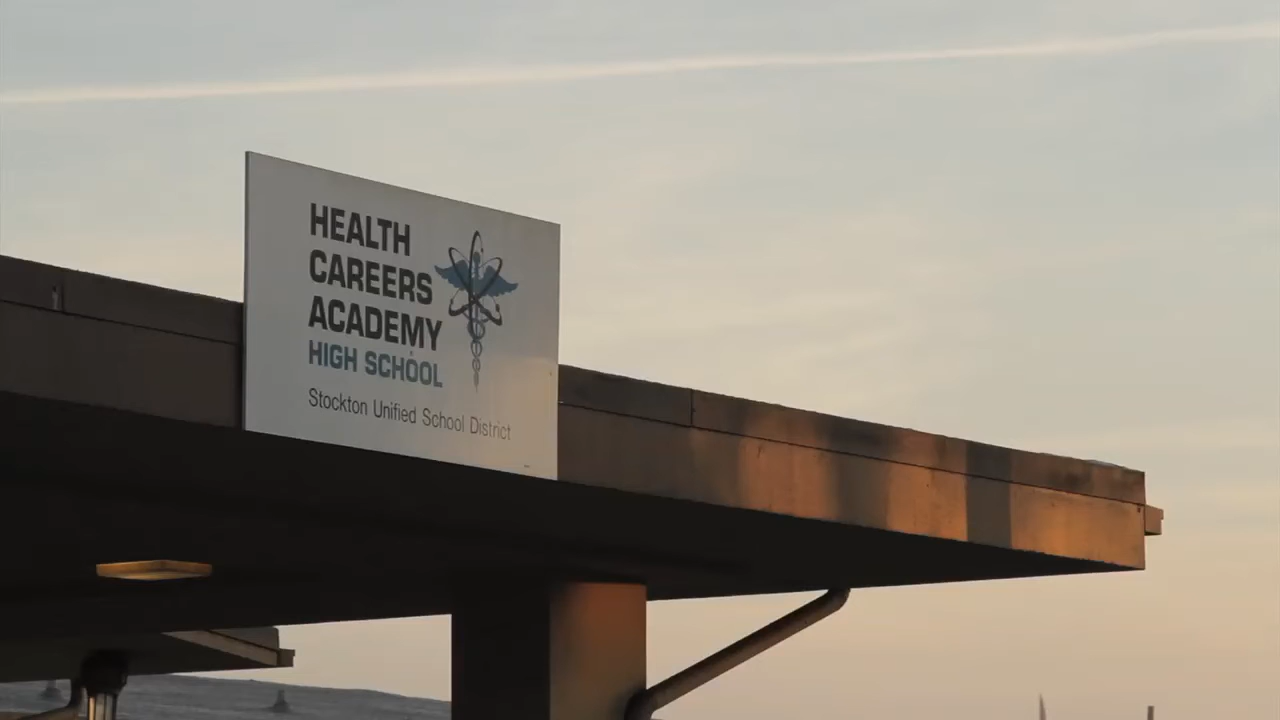 HEALTH
CAREERS
ACADEMY
HIGH SCHOOL
Stockton Unified School District